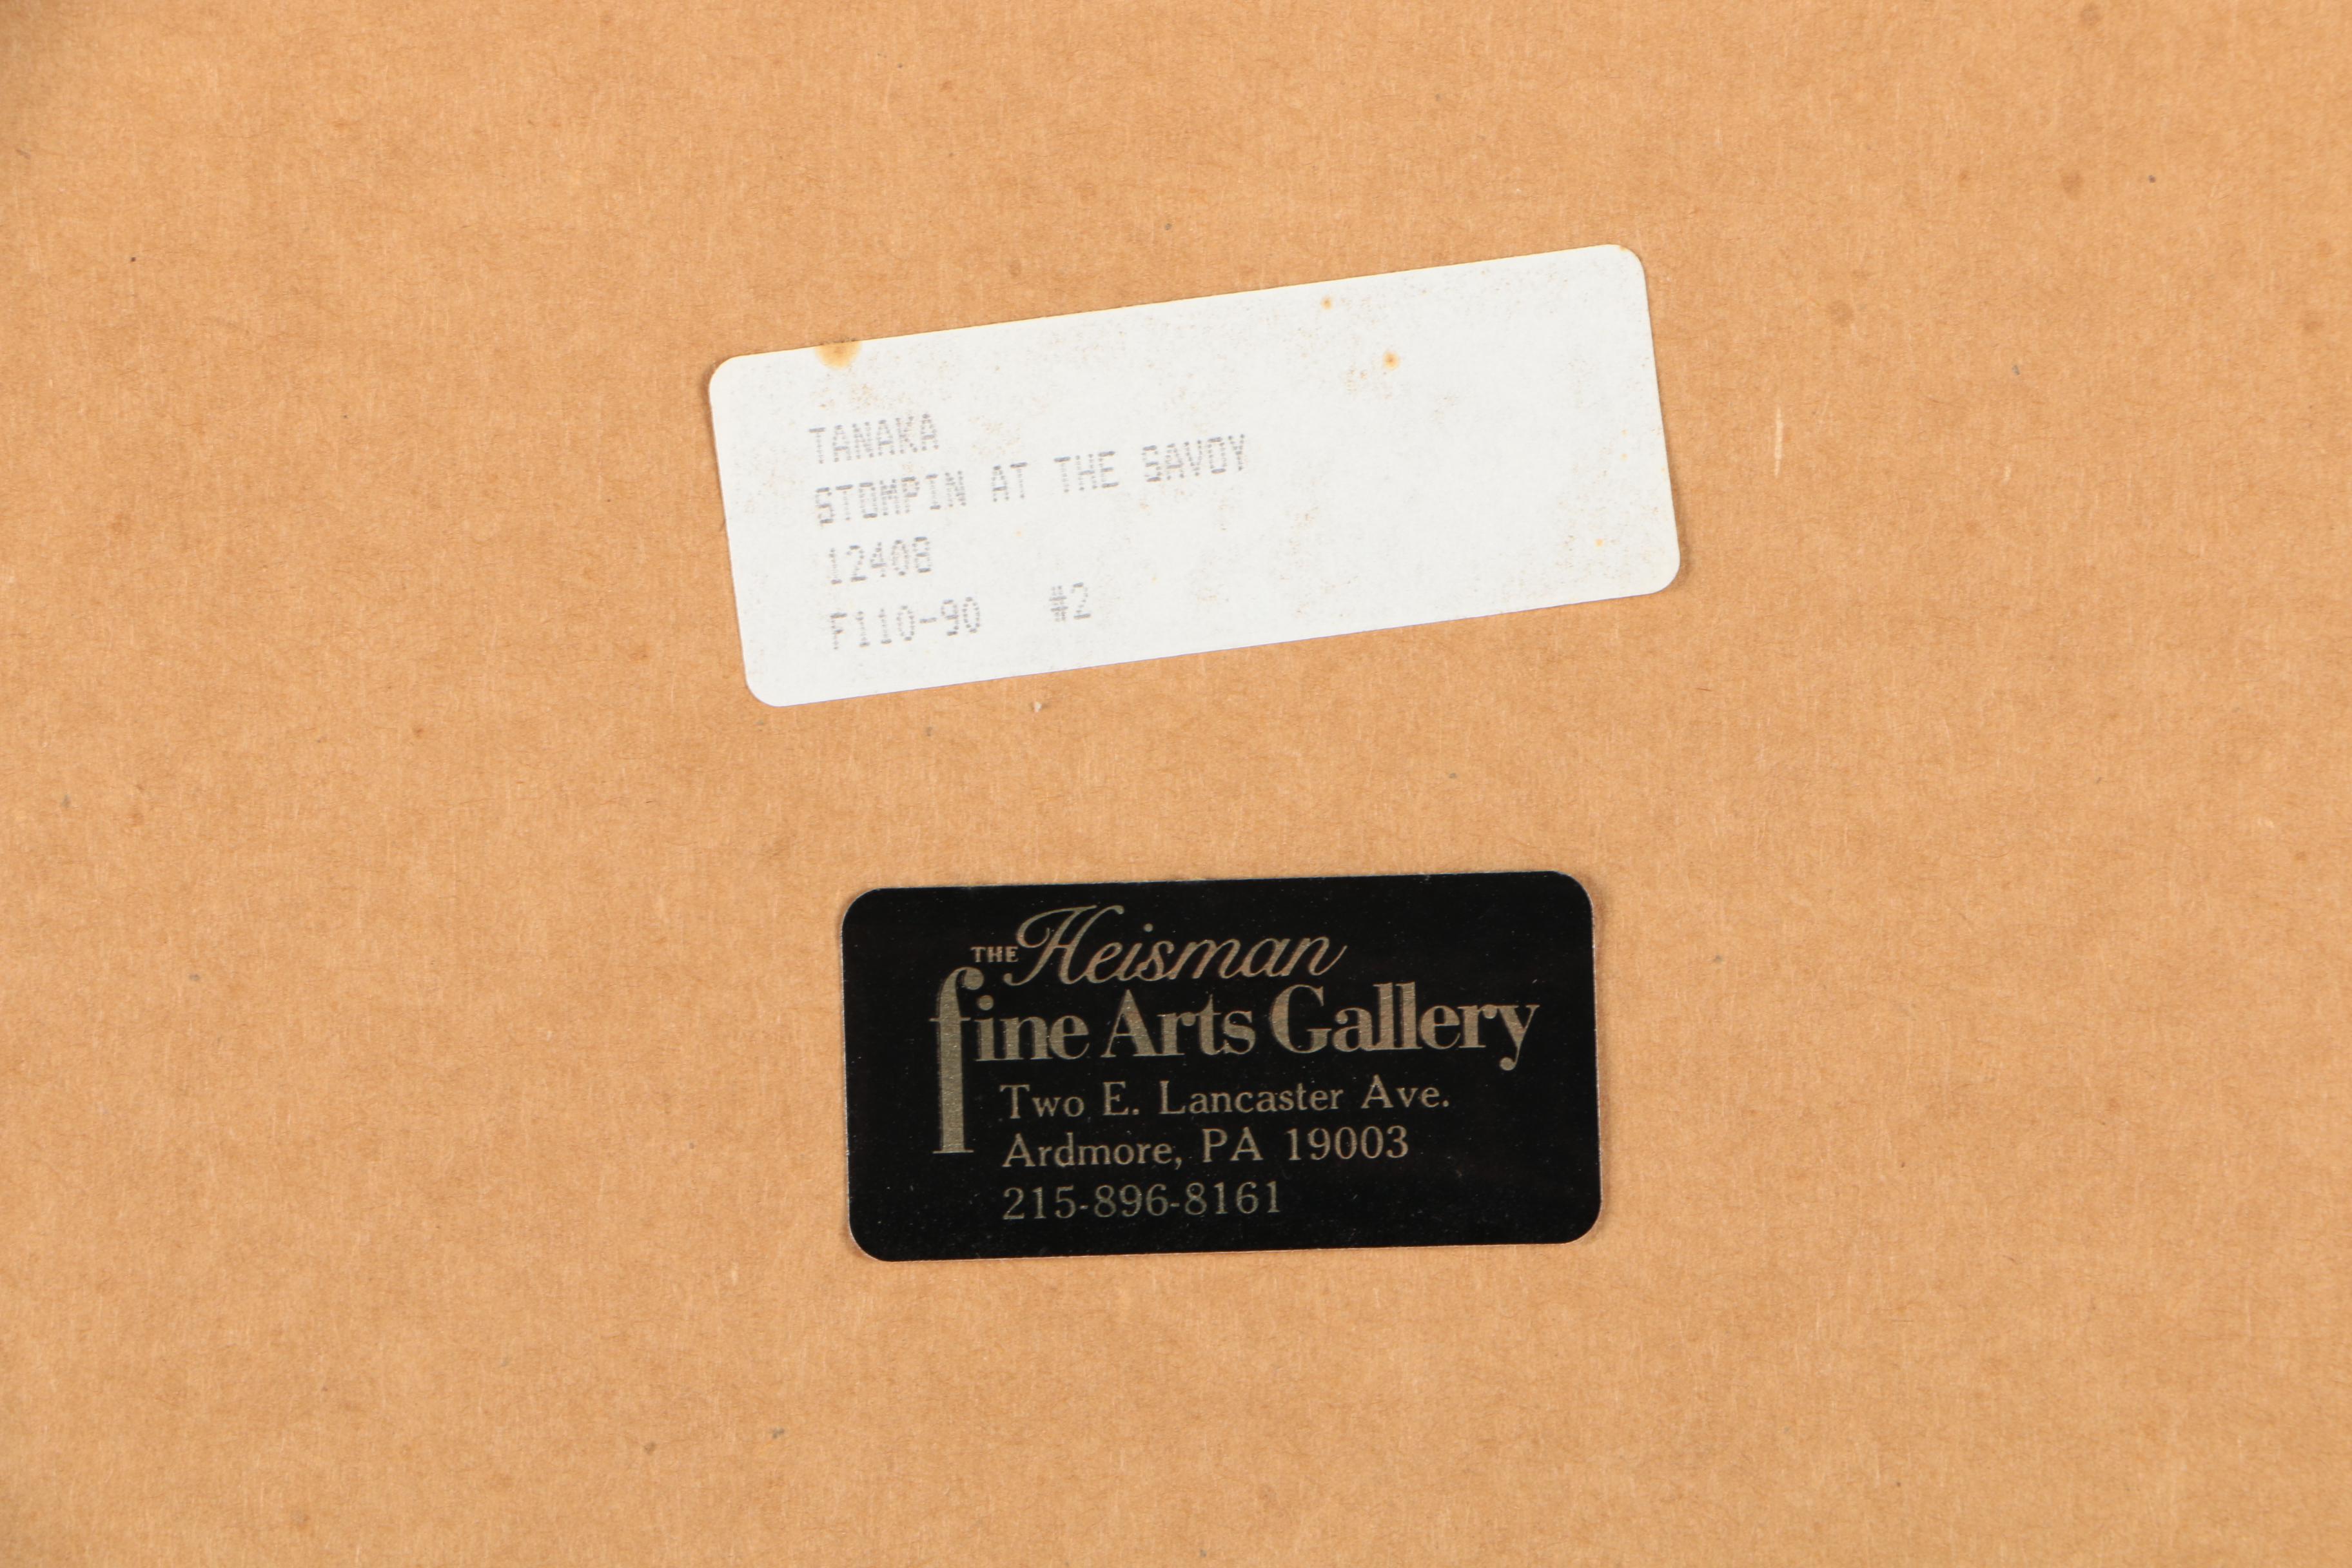 TANAKA
STOMPIN AT THE SAVOY
12408
F110-90 #2
THE Heisman
fine Arts Gallery
Two E. Lancaster Ave.
Ardmore, PA 19003
215-896-8161